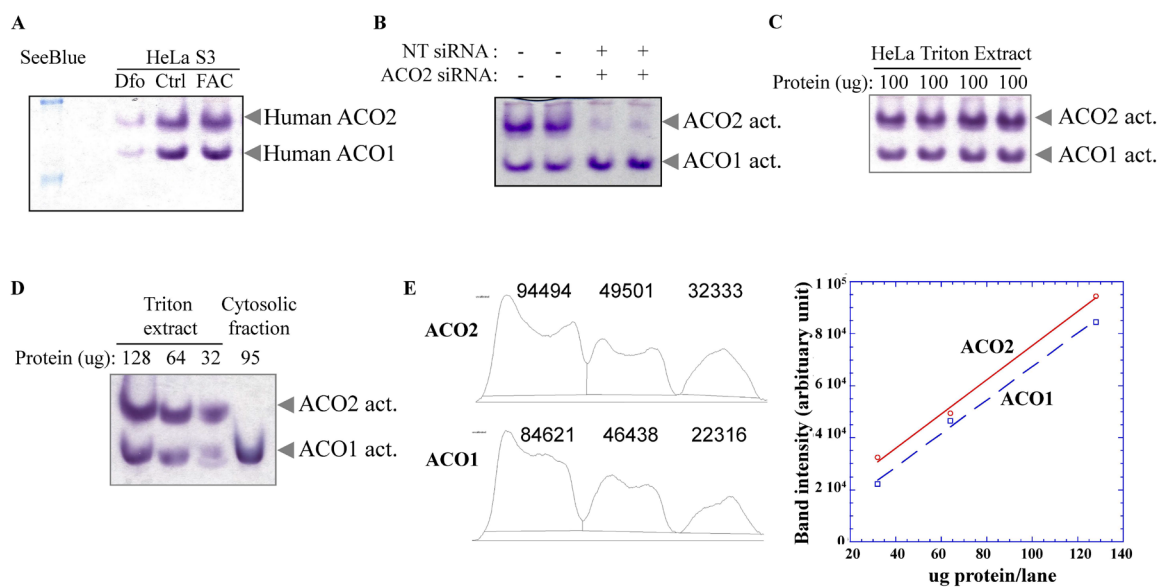 A
SeeBlue
HeLa S3
Dfo Ctrl FAC
Human ACO2
Human ACO1
B
NT siRNA : - - + +
ACO2 siRNA: - - + +
ACO2 act.
ACO1 act.
C
HeLa Triton Extract
Protein (ug): 100 100 100 100
ACO2 act.
ACO1 act.
D
Triton Cytosolic
extract fraction
Protein (ug): 128 64 32 95
ACO2 act.
ACO1 act.
E
94494 49501 32333
ACO2
84621 46438 22316
ACO1
Band intensity (arbituary unit)
1 10⁵
8 10⁴
6 10⁴
4 10⁴
2 10⁴
0
ACO2
ACO1
20 40 60 80 100 120 140
ug protein/lane